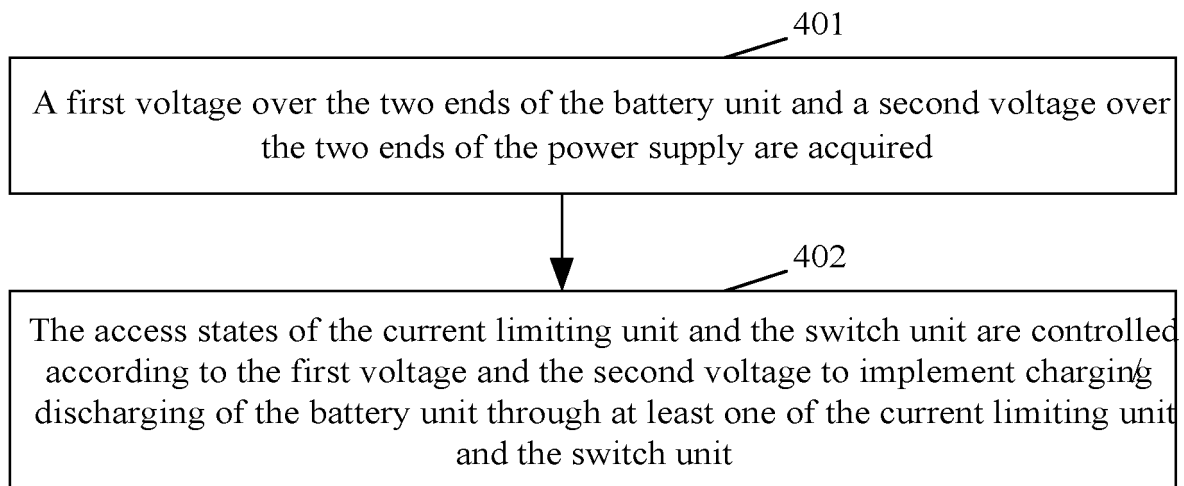 401
A first voltage over the two ends of the battery unit and a second voltage over
the two ends of the power supply are acquired
402
The access states of the current limiting unit and the switch unit are controlled
according to the first voltage and the second voltage to implement charging/
discharging of the battery unit through at least one of the current limiting unit
and the switch unit